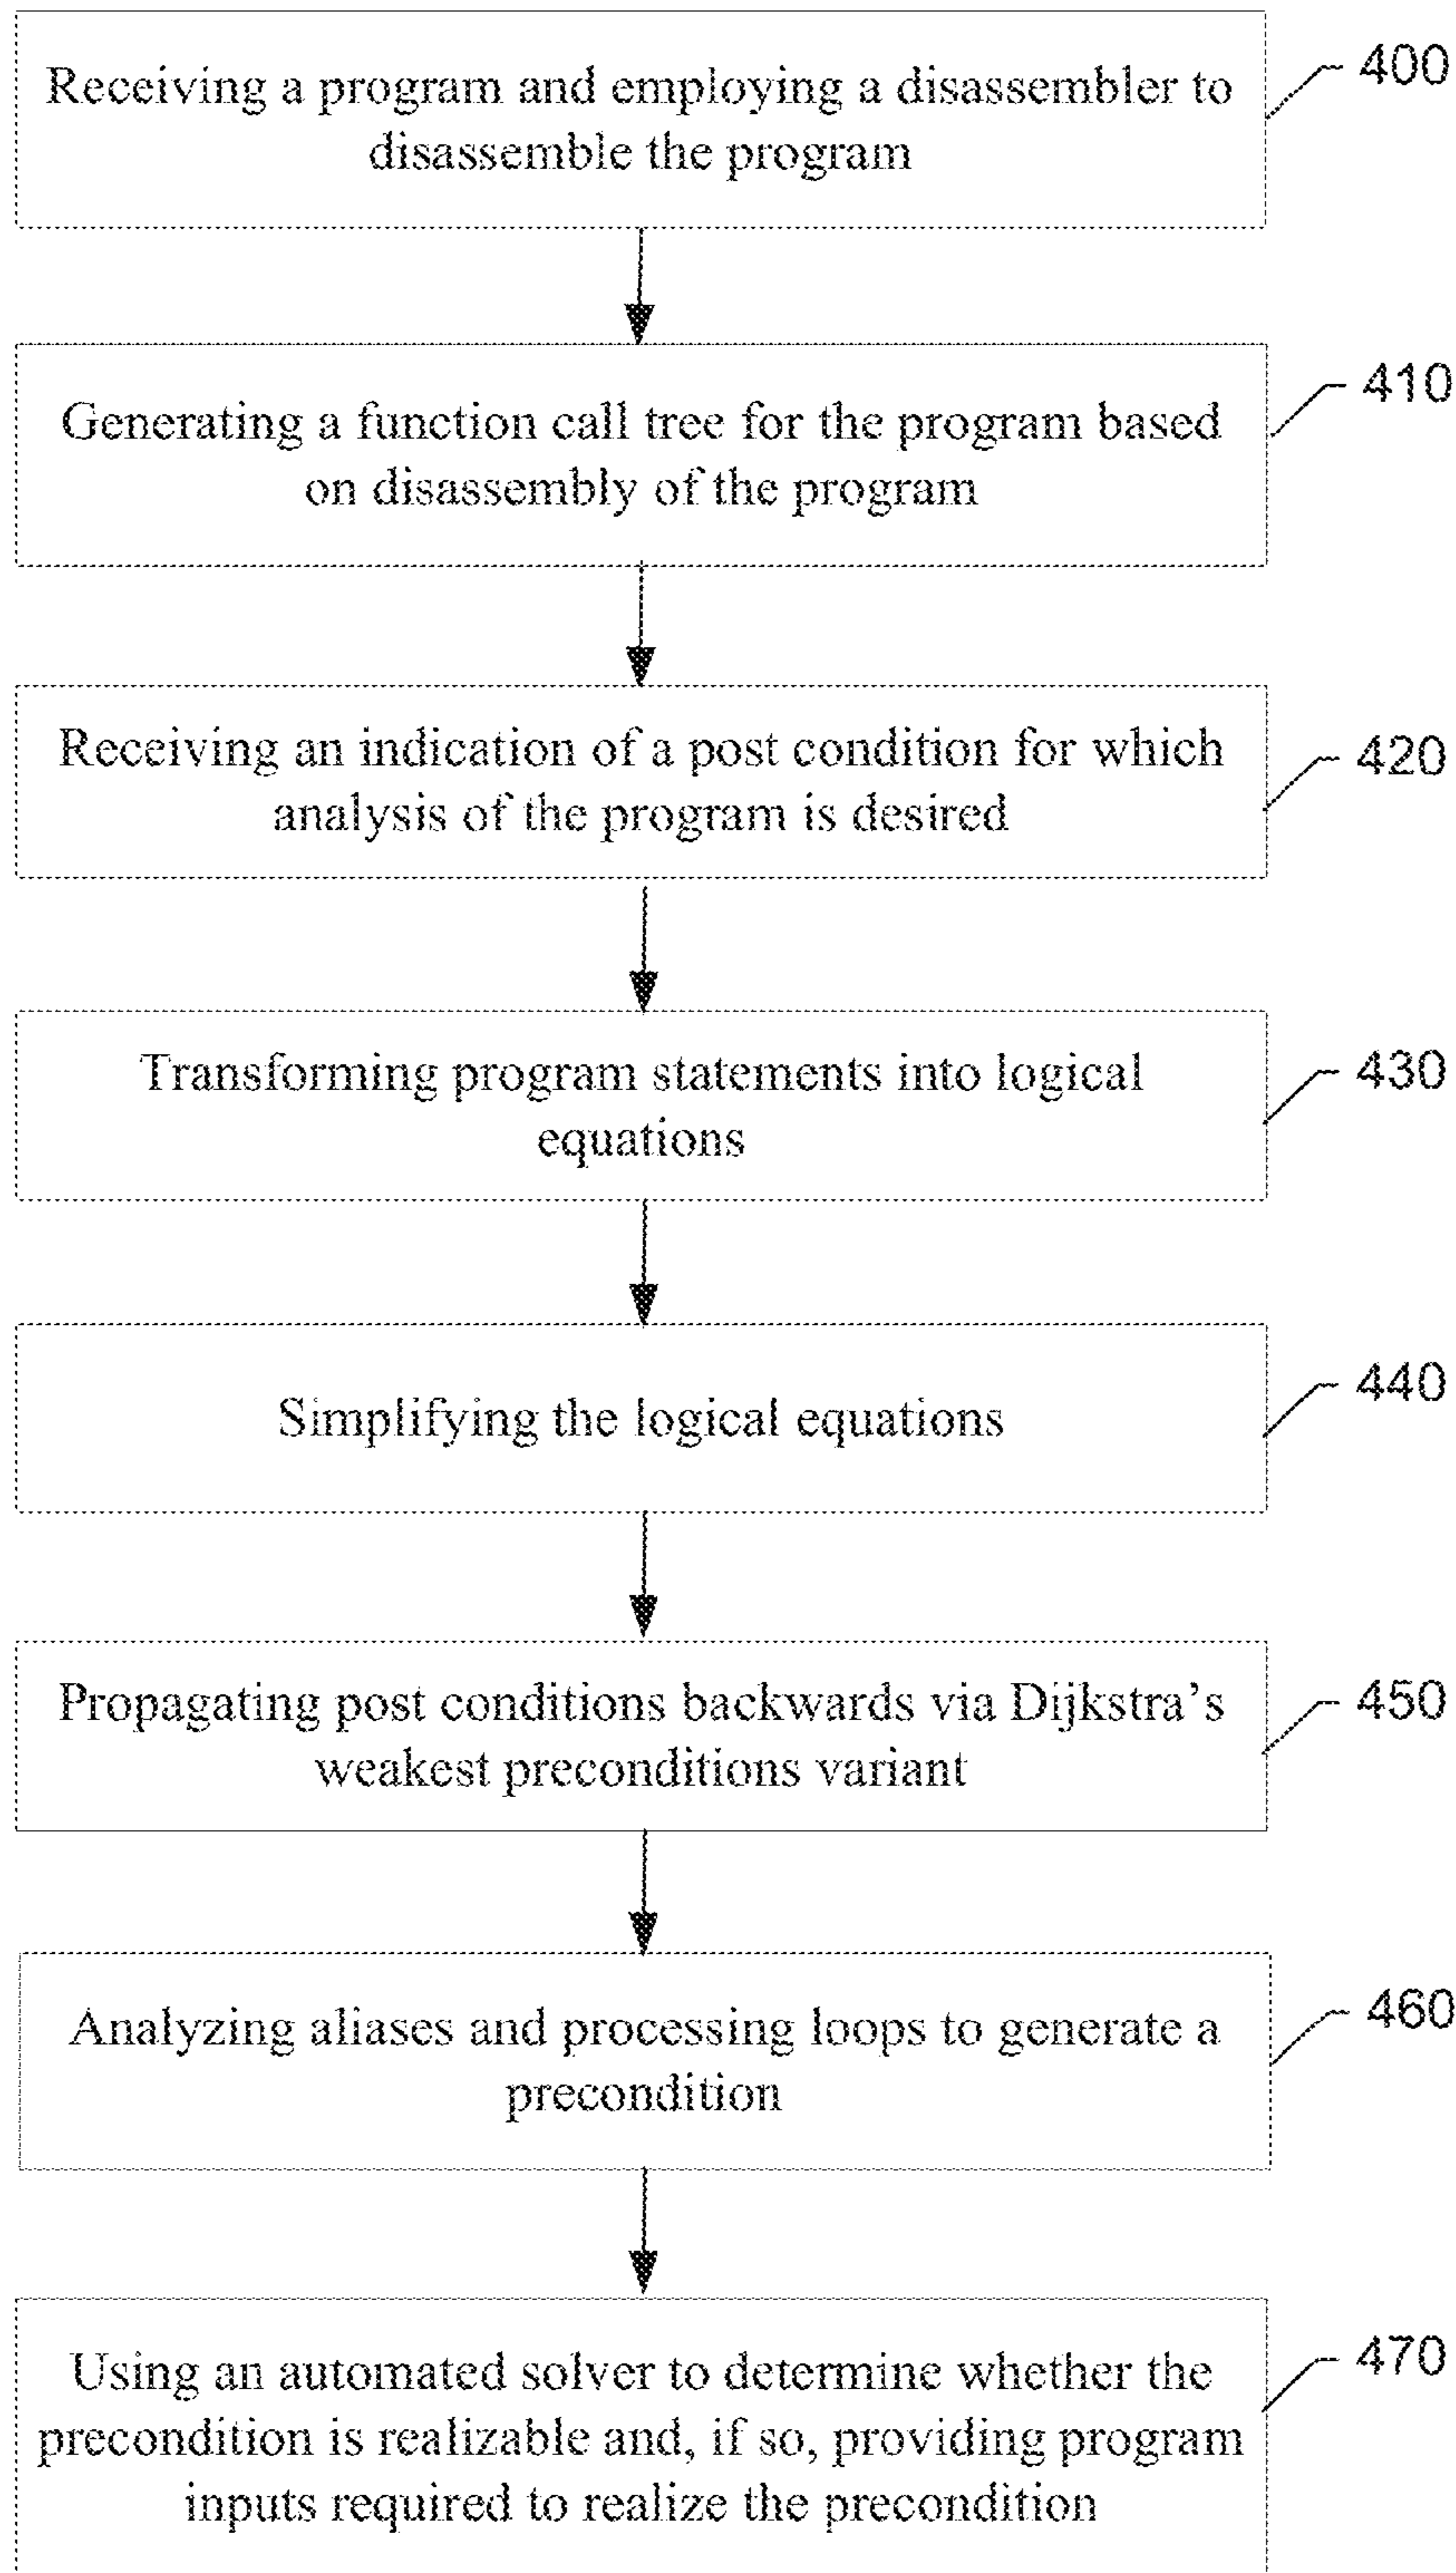 Receiving a program and employing a disassembler to
disassemble the program
400
Generating a function call tree for the program based
on disassembly of the program
410
Receiving an indication of a post condition for which
analysis of the program is desired
420
Transforming program statements into logical
equations
430
Simplifying the logical equations
440
Propagating post conditions backwards via Dijkstra's
weakest preconditions variant
450
Analyzing aliases and processing loops to generate a
precondition
460
Using an automated solver to determine whether the
precondition is realizable and, if so, providing program
inputs required to realize the precondition
470